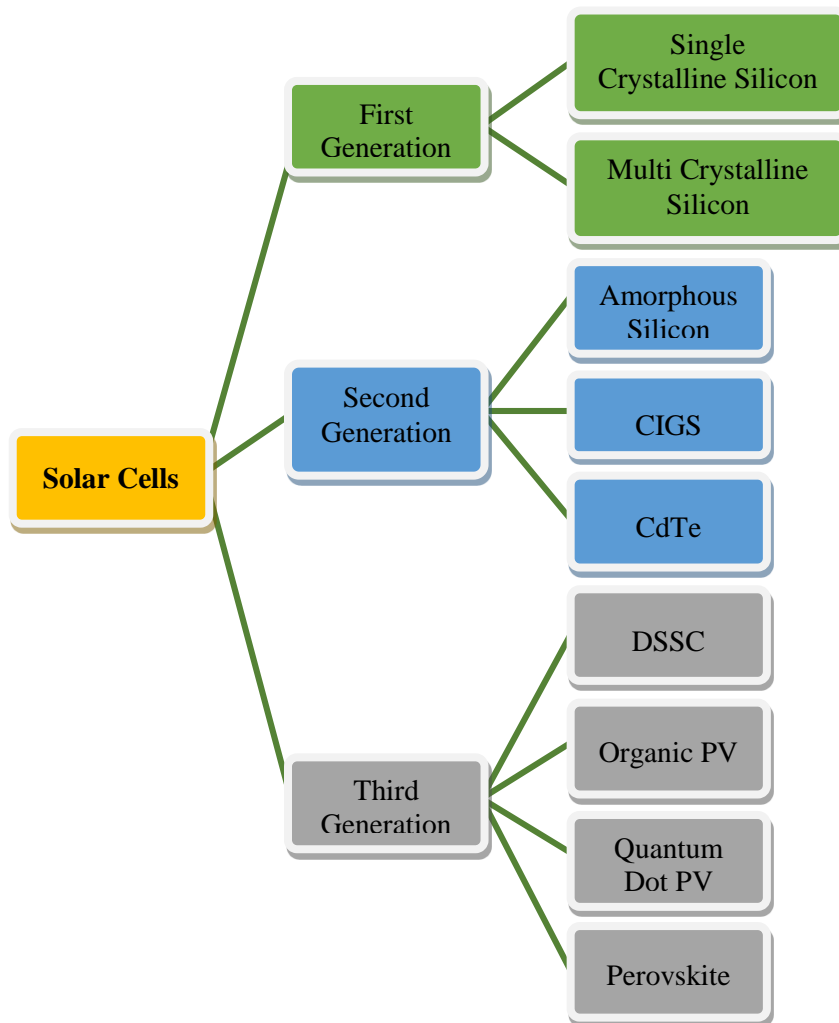 Single
Crystalline Silicon
First
Generation
Multi Crystalline
Silicon
Amorphous
Silicon
Second
Generation
CIGS
Solar Cells
CdTe
DSSC
Organic PV
Third
Generation
Quantum
Dot PV
Perovskite